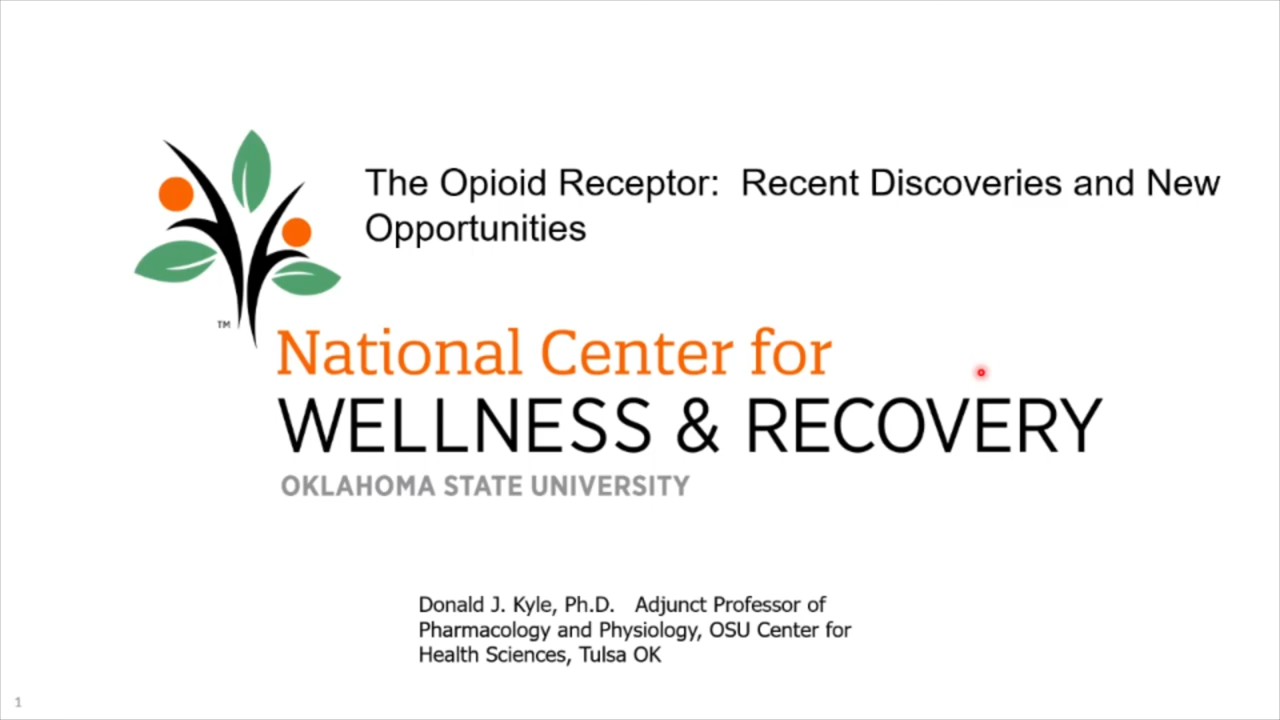 The Opioid Receptor:  Recent Discoveries and New
Opportunities
TM
National Center for
WELLNESS & RECOVERY
OKLAHOMA STATE UNIVERSITY
Donald J. Kyle, Ph.D.   Adjunct Professor of
Pharmacology and Physiology, OSU Center for
Health Sciences, Tulsa OK
1